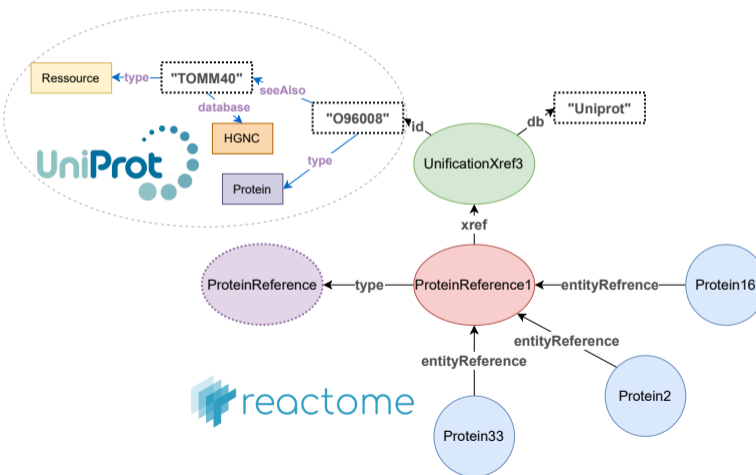 Ressource
type
"TOMM40"
seeAlso
database
"O96008"
HGNC
type
Protein
UniProt
id
db
"Uniprot"
UnificationXref3
xref
ProteinReference
type
ProteinReference1
entityRefrence
Protein16
entityReference
entityReference
Protein2
reactome
Protein33